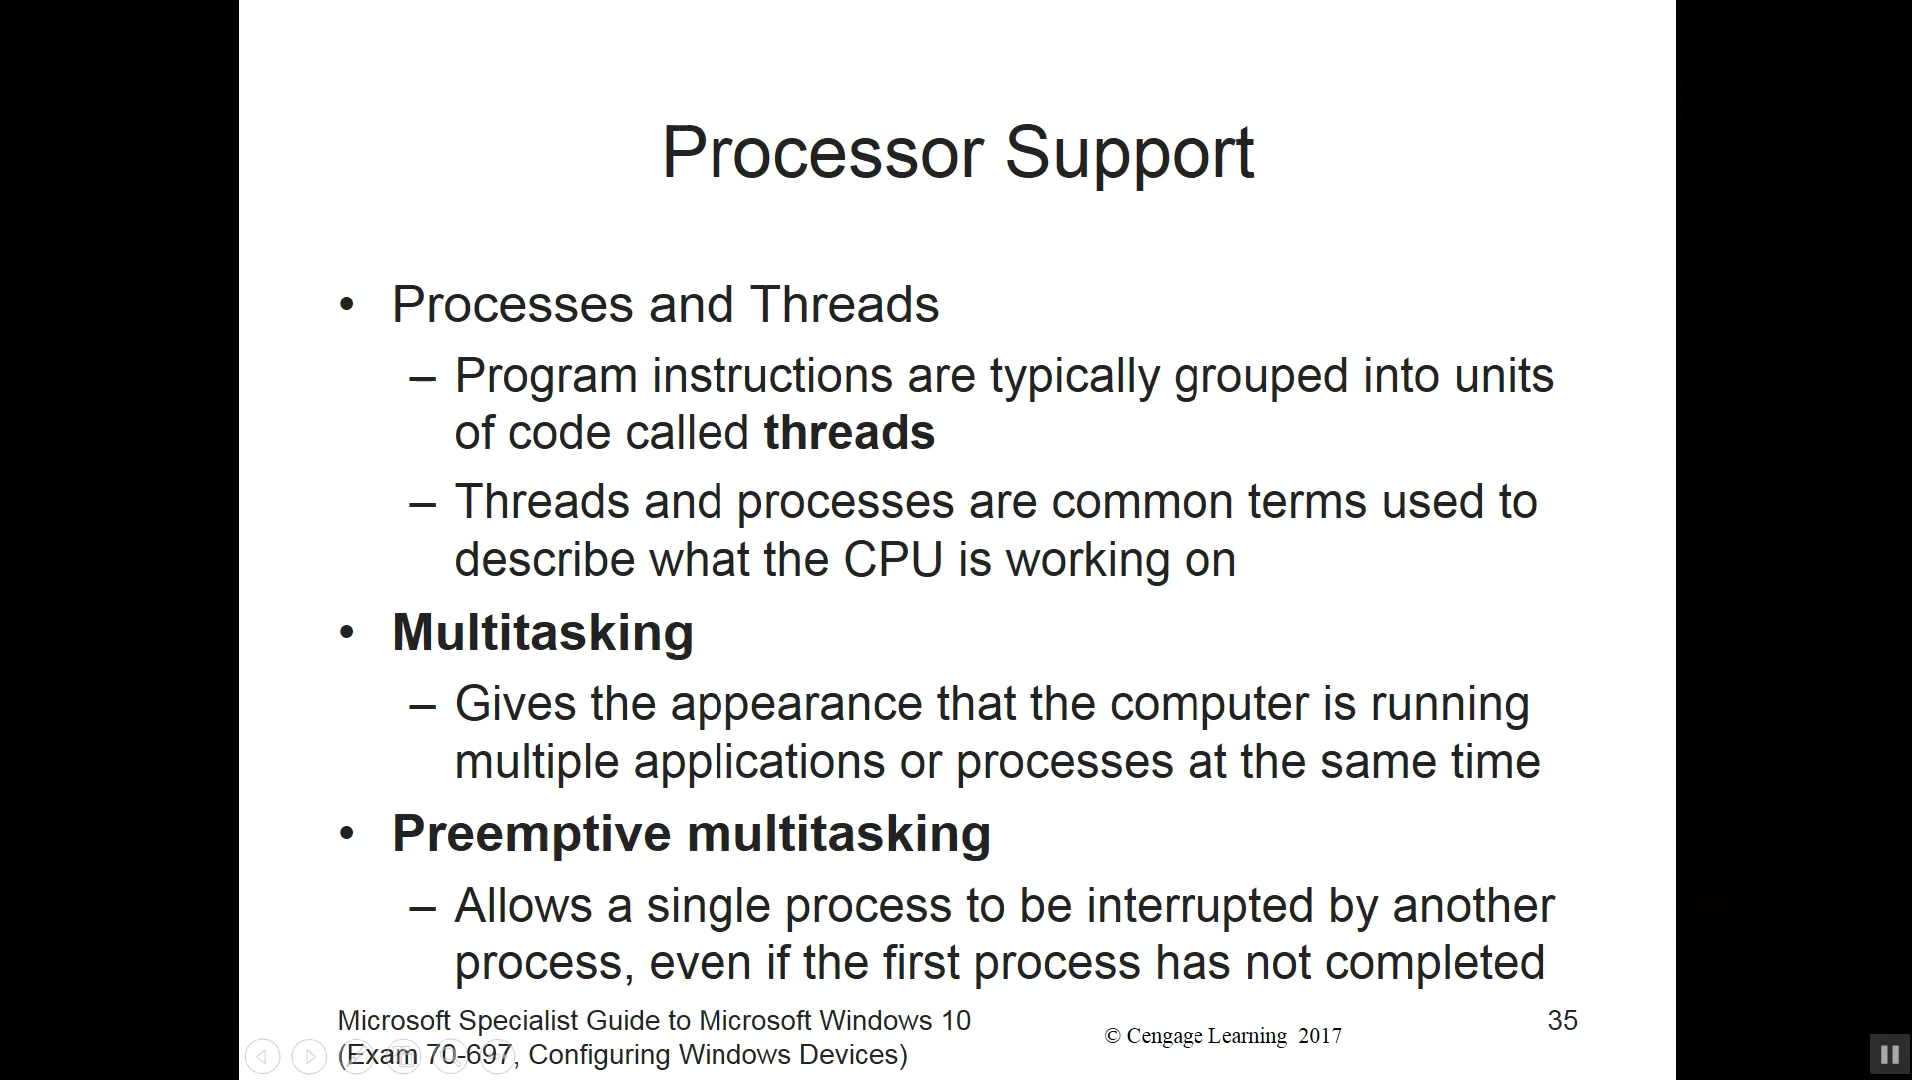 Processor Support
• Processes and Threads
– Program instructions are typically grouped into units
of code called threads
– Threads and processes are common terms used to
describe what the CPU is working on
• Multitasking
– Gives the appearance that the computer is running
multiple applications or processes at the same time
• Preemptive multitasking
– Allows a single process to be interrupted by another
process, even if the first process has not completed
Microsoft Specialist Guide to Microsoft Windows 10
(Exam 70-697, Configuring Windows Devices)
© Cengage Learning 2017
35